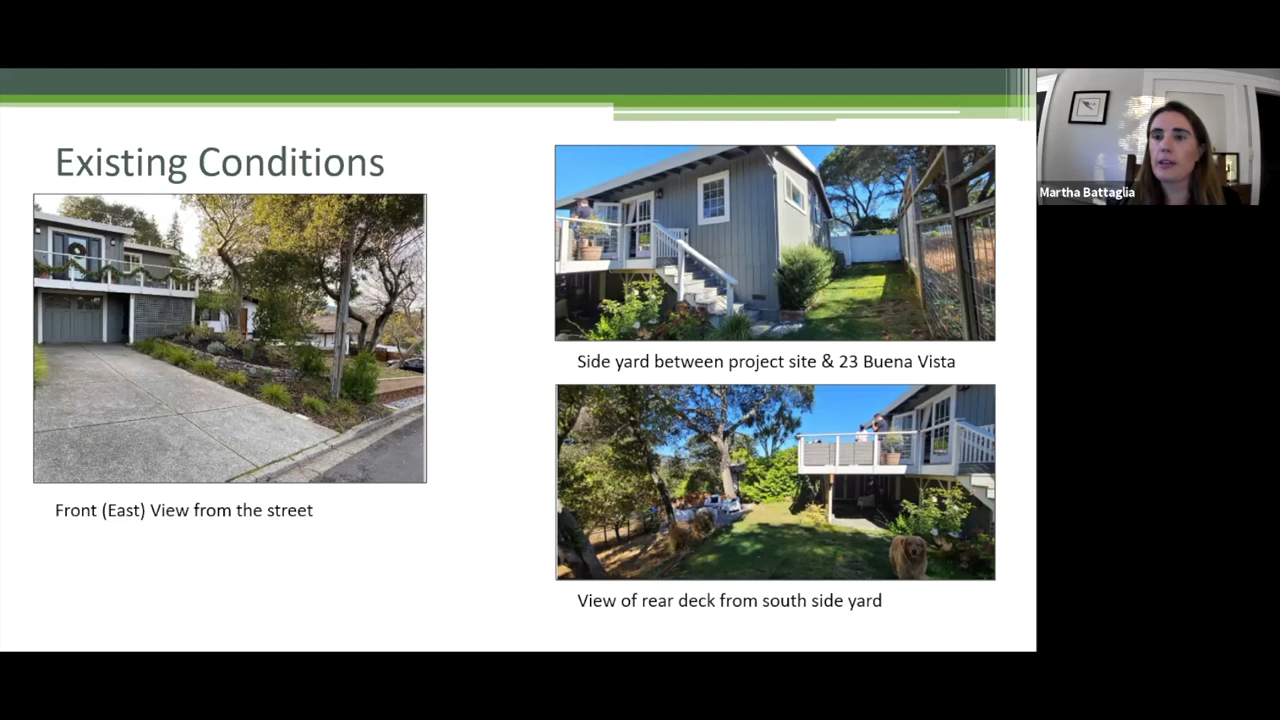 Existing Conditions
Front (East) View from the street
Side yard between project site & 23 Buena Vista
View of rear deck from south side yard
Martha Battaglia